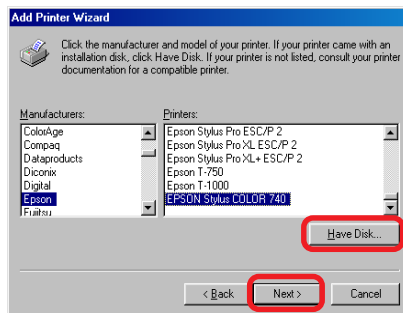 Add Printer Wizard
Click the manufacturer and model of your printer. If your printer came with an
installation disk, click Have Disk. If your printer is not listed, consult your printer
documentation for a compatible printer.
Manufacturers:
ColorAge
Compaq
Dataproducts
Diconix
Digital
Epson
Fujitsu
Printers:
Epson Stylus Pro ESC/P 2
Epson Stylus Pro XL ESC/P 2
Epson Stylus Pro XL+ ESC/P 2
Epson T-750
Epson T-1000
EPSON Stylus COLOR 740
Have Disk...
< Back
Next >
Cancel